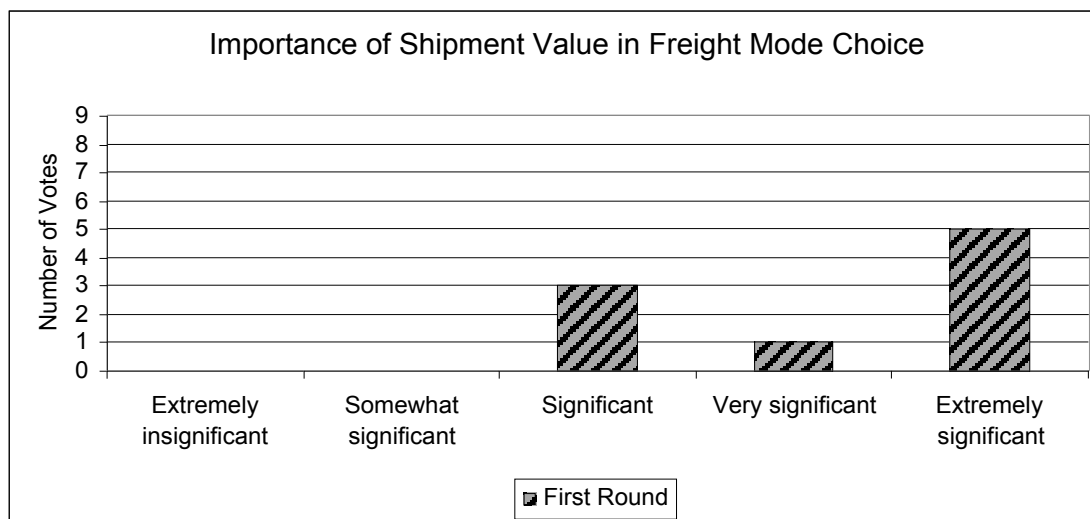 Importance of Shipment Value in Freight Mode Choice
Number of Votes
9
8
7
6
5
4
3
2
1
0
Extremely
insignificant
Somewhat
significant
Significant
Very significant
Extremely
significant
First Round